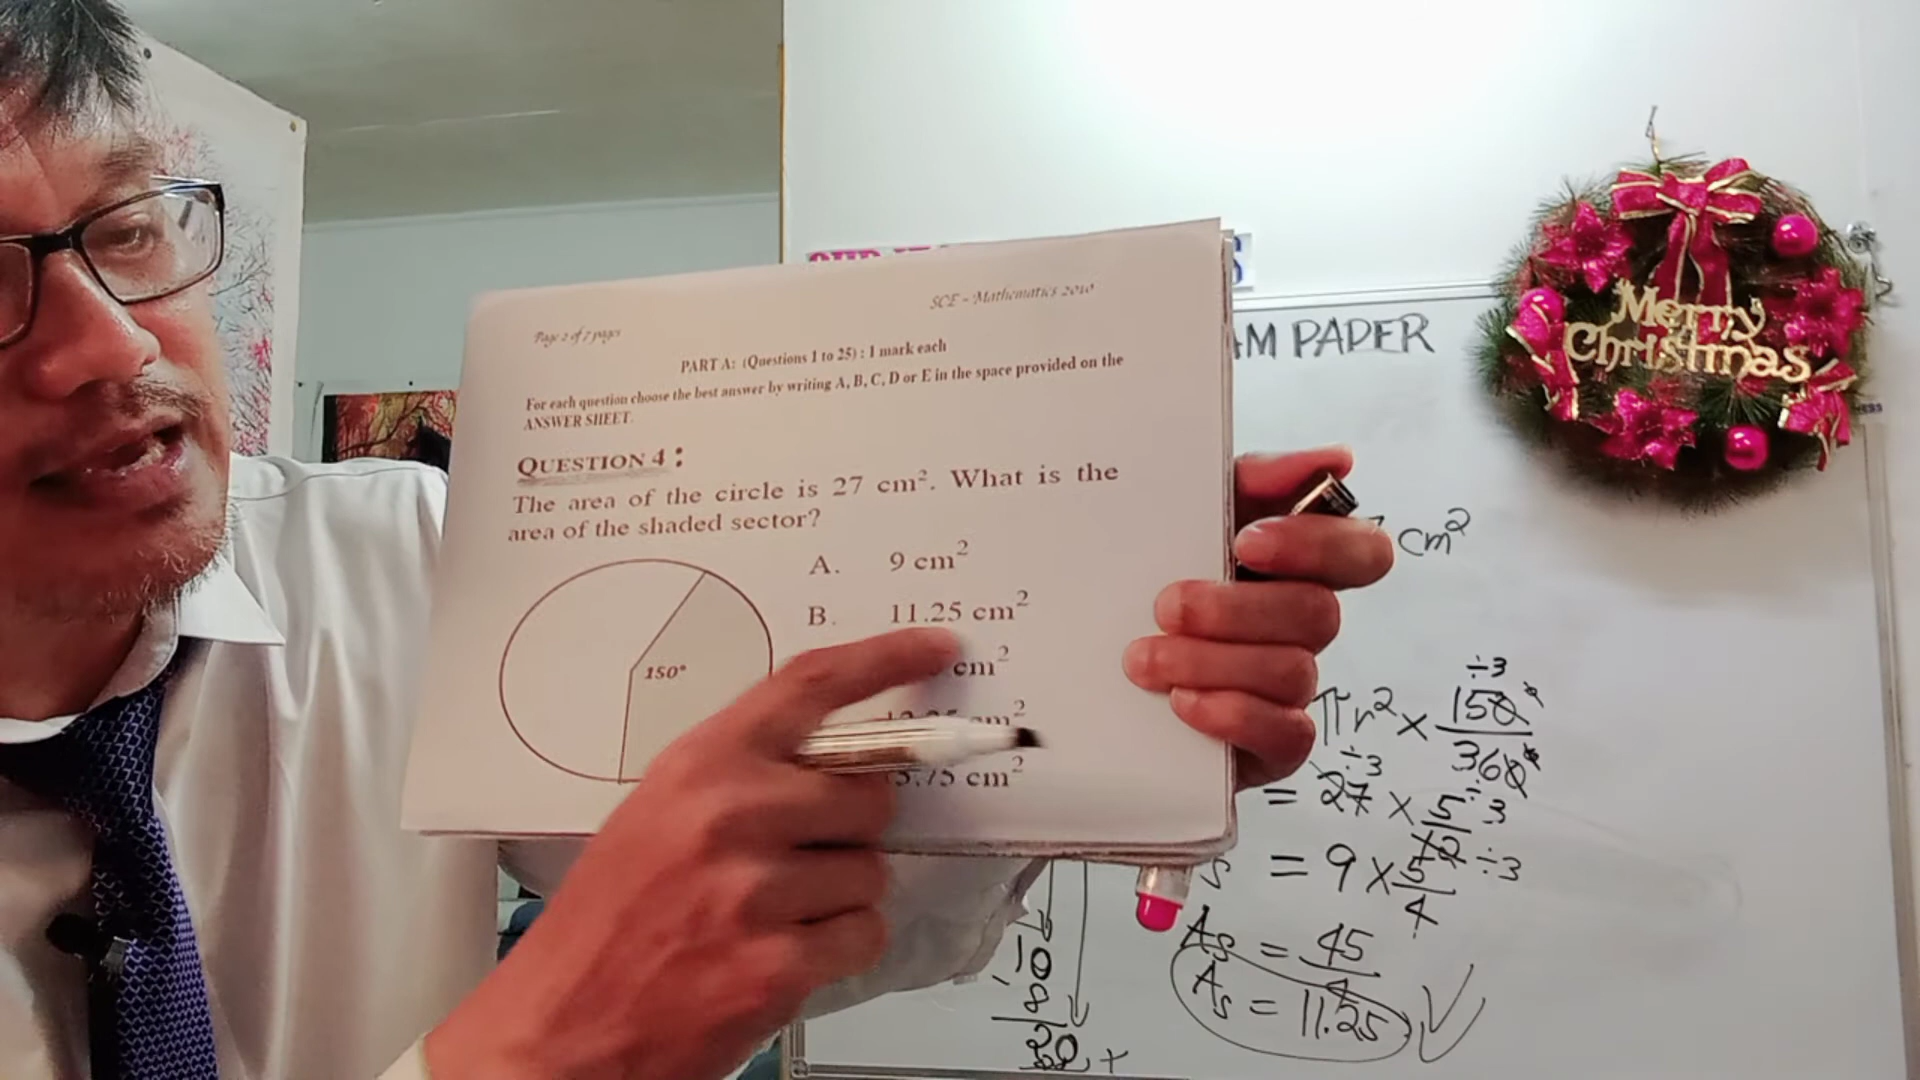 SCE - Mathematics 2010
Page 2 of 7 pages
PART A: (Questions 1 to 25) : 1 mark each
For each question choose the best answer by writing A, B, C, D or E in the space provided on the
ANSWER SHEET.
QUESTION 4 :
The area of the circle is 27 cm². What is the
area of the shaded sector?
A. 9 cm²
B. 11.25 cm²
cm²
cm²
3.75 cm²
150°
M PAPER
Merry
Christmas
cm²
÷3
πr² × 150°
360°
÷3
= 27 × 5 ÷3
12 ÷3
s = 9 × 5
4
As = 45
4
As = 11.25
10
- 8
20